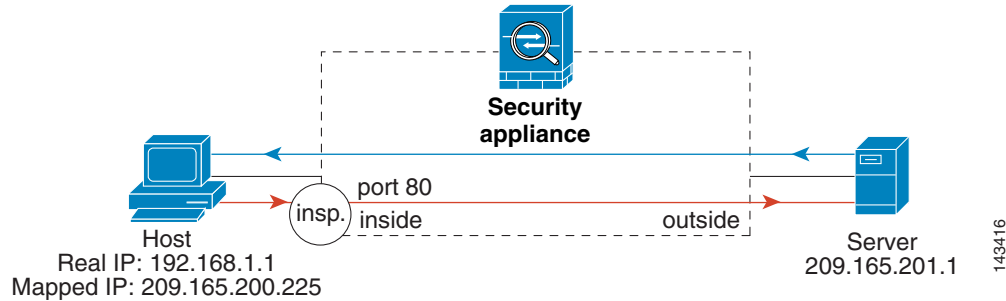 Security
appliance
port 80
insp.
inside
outside
Host
Real IP: 192.168.1.1
Mapped IP: 209.165.200.225
Server
209.165.201.1
143416